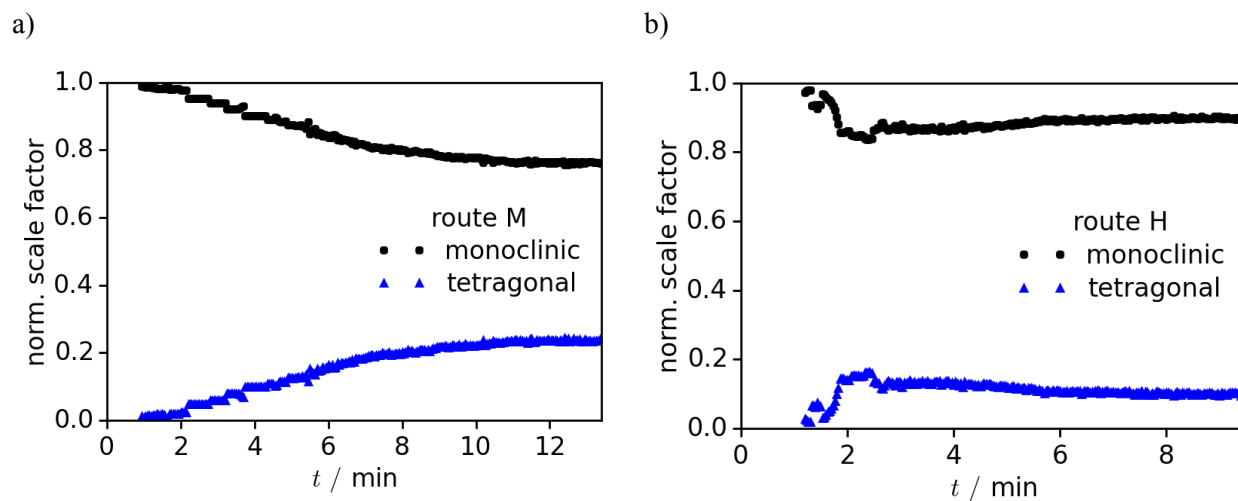 a)
1.0
0.8
0.6
0.4
0.2
0.0
norm. scale factor
route M
monoclinic
tetragonal
0 2 4 6 8 10 12
t / min
b)
1.0
0.8
0.6
0.4
0.2
0.0
norm. scale factor
route H
monoclinic
tetragonal
0 2 4 6 8
t / min